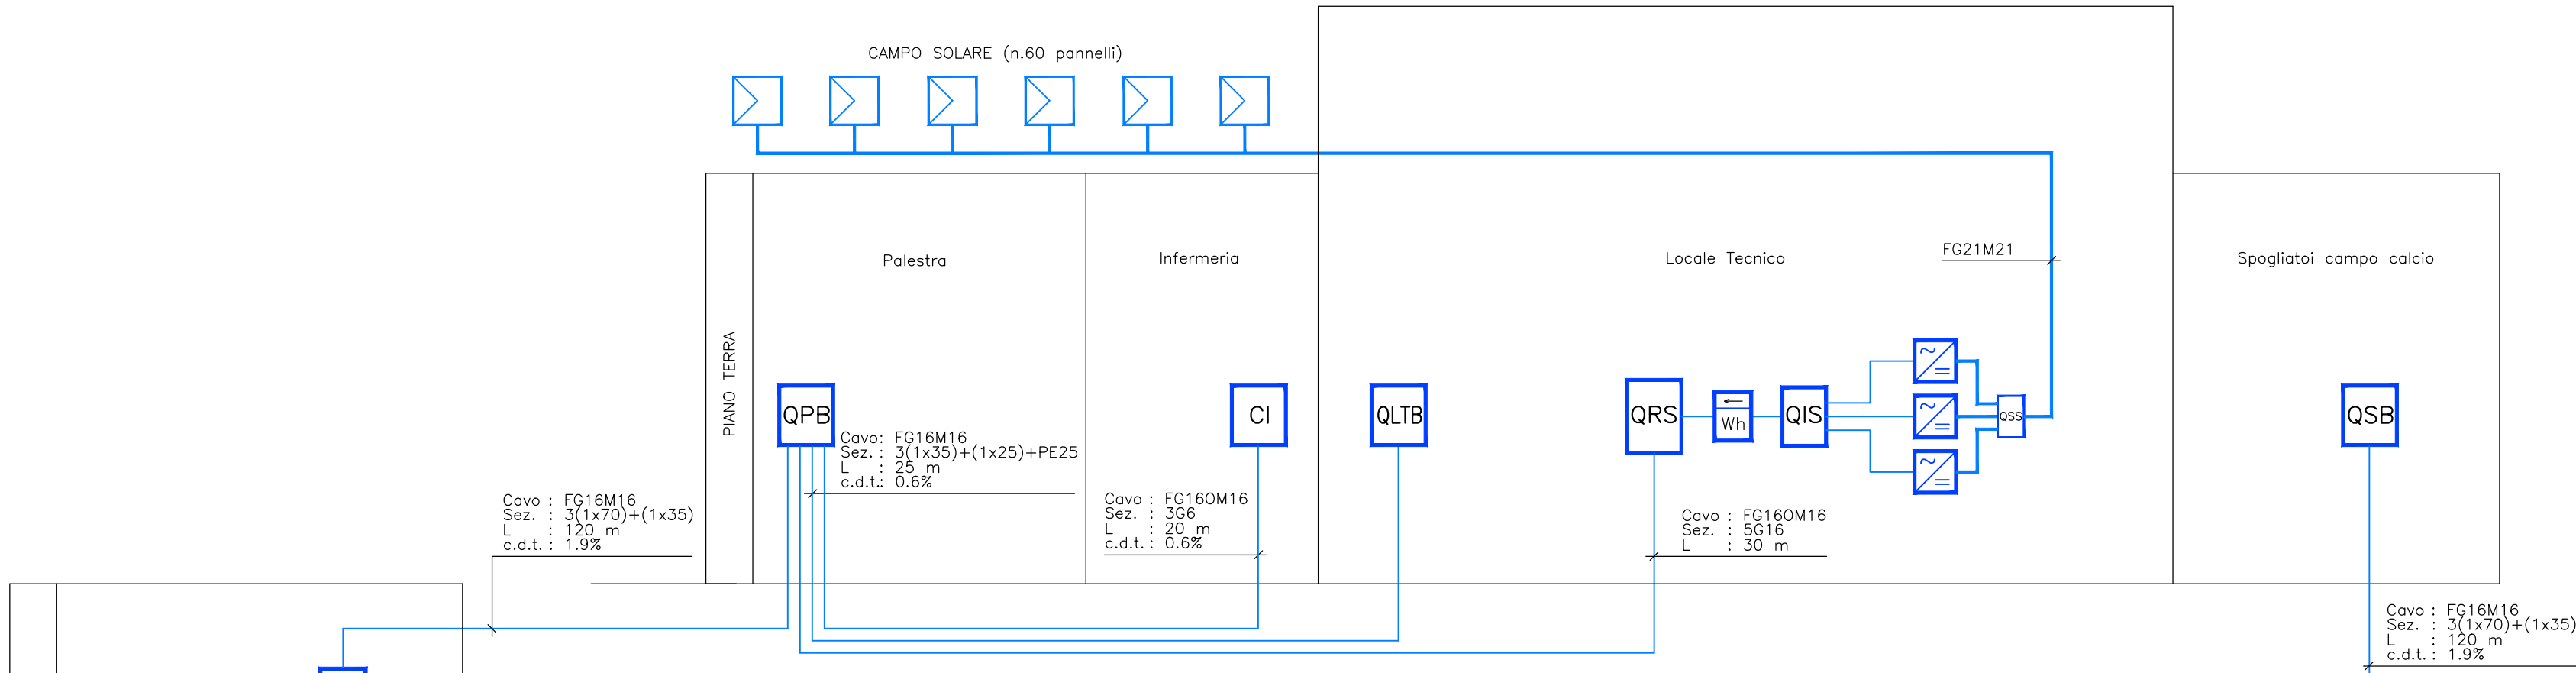 CAMPO SOLARE (n.60 pannelli)
FG21M21
Palestra
Infermeria
Locale Tecnico
Spogliatoi campo calcio
PIANO TERRA
QPB
CI
QLTB
QRS
Wh
QIS
QSS
QSB
Cavo: FG16M16
Sez.: 3(1x35)+(1x25)+PE25
L : 25 m
c.d.t.: 0.6%
Cavo : FG16M16
Sez. : 3(1x70)+(1x35)
L : 120 m
c.d.t. : 1.9%
Cavo : FG16OM16
Sez. : 3G6
L : 20 m
c.d.t. : 0.6%
Cavo : FG16OM16
Sez. : 5G16
L : 30 m
Cavo : FG16M16
Sez. : 3(1x70)+(1x35)
L : 120 m
c.d.t. : 1.9%